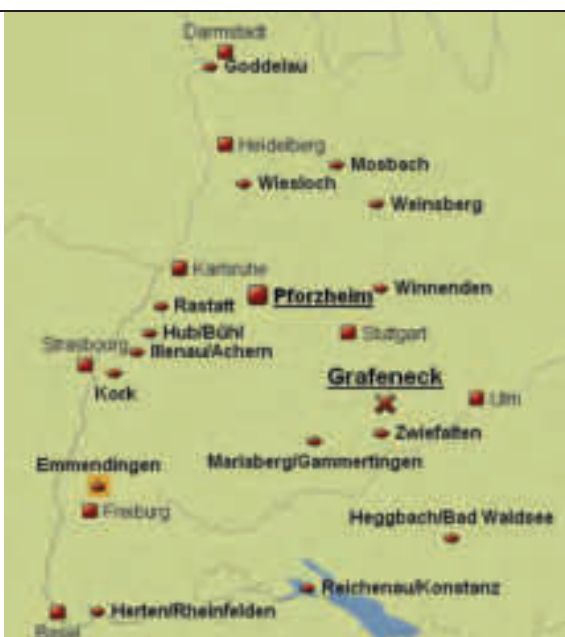 Darmstadt
Goddelau
Heidelberg
Mosbach
Wiesloch
Weinsberg
Karlsruhe
Pforzheim
Winnenden
Rastatt
Hub/Bühl
Stuttgart
Strasbourg
Illenau/Achern
Kork
Grafeneck
Ulm
Zwiefalten
Mariaberg/Gammertingen
Emmendingen
Freiburg
Heggbach/Bad Waldsee
Reichenau/Konstanz
Herten/Rheinfelden
Basel